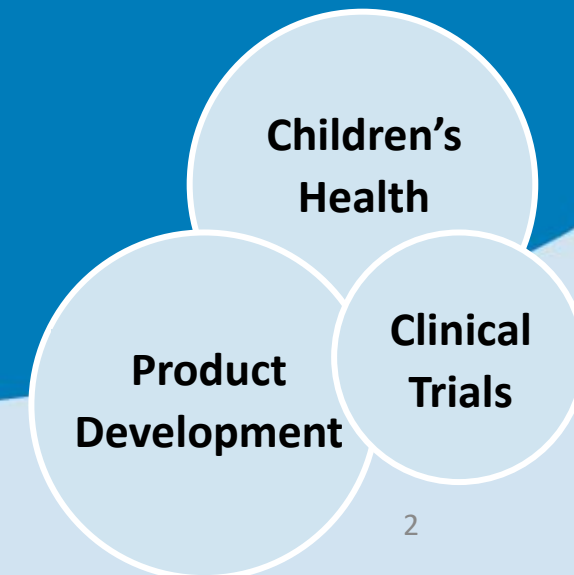 Children’s
Health
Clinical
Trials
Product
Development
2